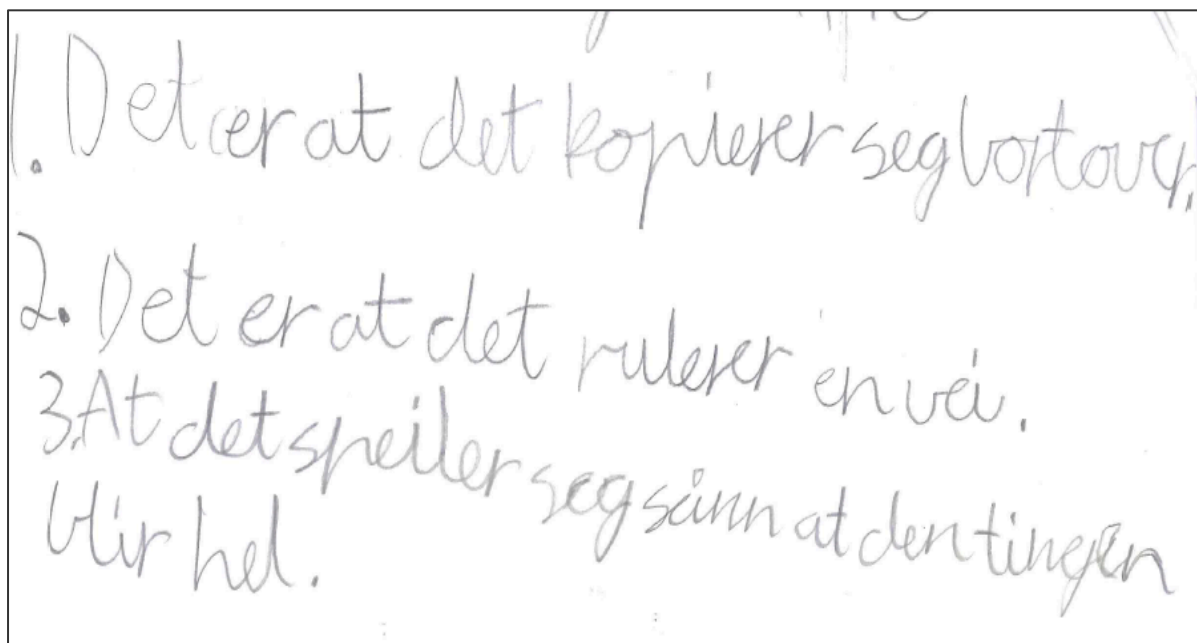 1. Det er at det kopierer seg bortover.
2. Det er at det rulerer en vei.
3. At det speiler seg sånn at den tingen
blir hel.